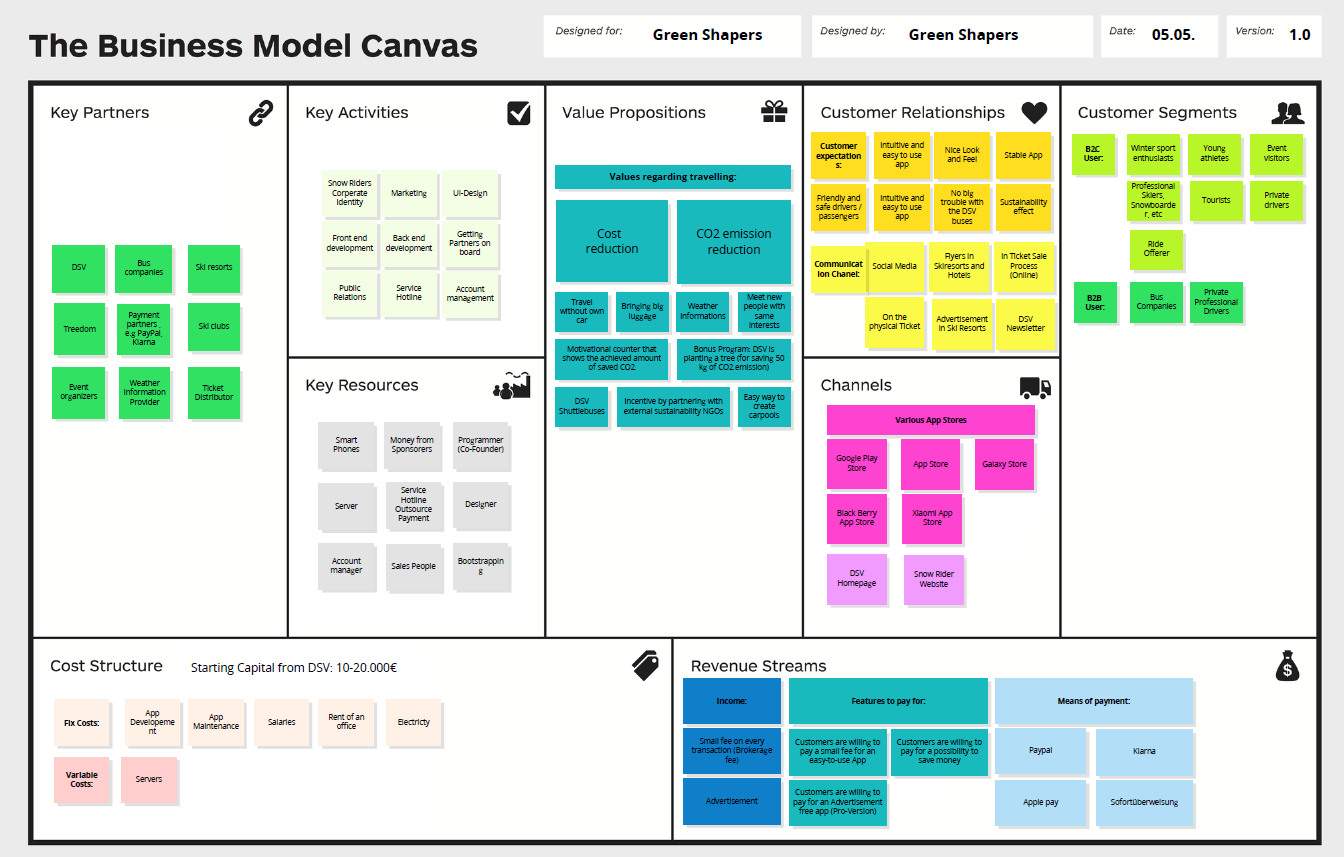 The Business Model Canvas
Designed for:
Green Shapers
Designed by:
Green Shapers
Date:
05.05.
Version:
1.0
Key Partners
DSV
Bus
companies
Ski resorts
Treedom
Payment
partners ,
e.g PayPal,
Klarna
Ski clubs
Event
organizers
Weather
Information
Provider
Ticket
Distributor
Key Activities
Snow Riders
Corperate
Identity
Marketing
UI-Design
Front end
development
Back end
development
Getting
Partners on
board
Public
Relations
Service
Hotline
Account
management
Key Resources
Smart
Phones
Money from
Sponsorers
Programmer
(Co-Founder)
Server
Service
Hotline
Outsource
Payment
Designer
Account
manager
Sales People
Bootstrappin
g
Value Propositions
Values regarding travelling:
Cost
reduction
CO2 emission
reduction
Travel
without own
car
Bringing big
luggage
Weather
Informations
Meet new
people with
same
interests
Motivational counter that
shows the achieved amount
of saved CO2
Bonus Program: DSV is
planting a tree (for saving 50
kg of CO2 emission)
DSV
Shuttlebuses
Incentive by partnering with
external sustainability NGOs
Easy way to
create
carpools
Customer Relationships
Customer
expectation
s:
Intuitive and
easy to use
app
Nice Look
and Feel
Stable App
Friendly and
safe drivers /
passengers
Intuitive and
easy to use
app
No big
trouble with
the DSV
buses
Sustainability
effect
Communicat
ion Chanel:
Social Media
Flyers in
Skiresorts and
Hotels
In Ticket Sale
Process
(Online)
On the
physical Ticket
Advertisement
in Ski Resorts
DSV
Newsletter
Channels
Various App Stores
Google Play
Store
App Store
Galaxy Store
Black Berry
App Store
Xiaomi App
Store
DSV
Homepage
Snow Rider
Website
Customer Segments
B2C
User:
Winter sport
enthusiasts
Young
athletes
Event
visitors
Professional
Skiers,
Snowboarde
r, etc
Tourists
Private
drivers
Ride
Offerer
B2B
User:
Bus
Companies
Private
Professional
Drivers
Cost Structure
Starting Capital from DSV: 10-20.000€
Fix Costs:
App
Developeme
nt
App
Maintenance
Salaries
Rent of an
office
Electricty
Variable
Costs:
Servers
Revenue Streams
Income:
Small fee on every
transaction (Brokerage
fee)
Advertisement
Features to pay for:
Customers are willing to
pay a small fee for an
easy-to-use App
Customers are willing to
pay for a possibility to
save money
Customers are willing to
pay for an Advertisement
free app (Pro-Version)
Means of payment:
Paypal
Klarna
Apple pay
Sofortüberweisung